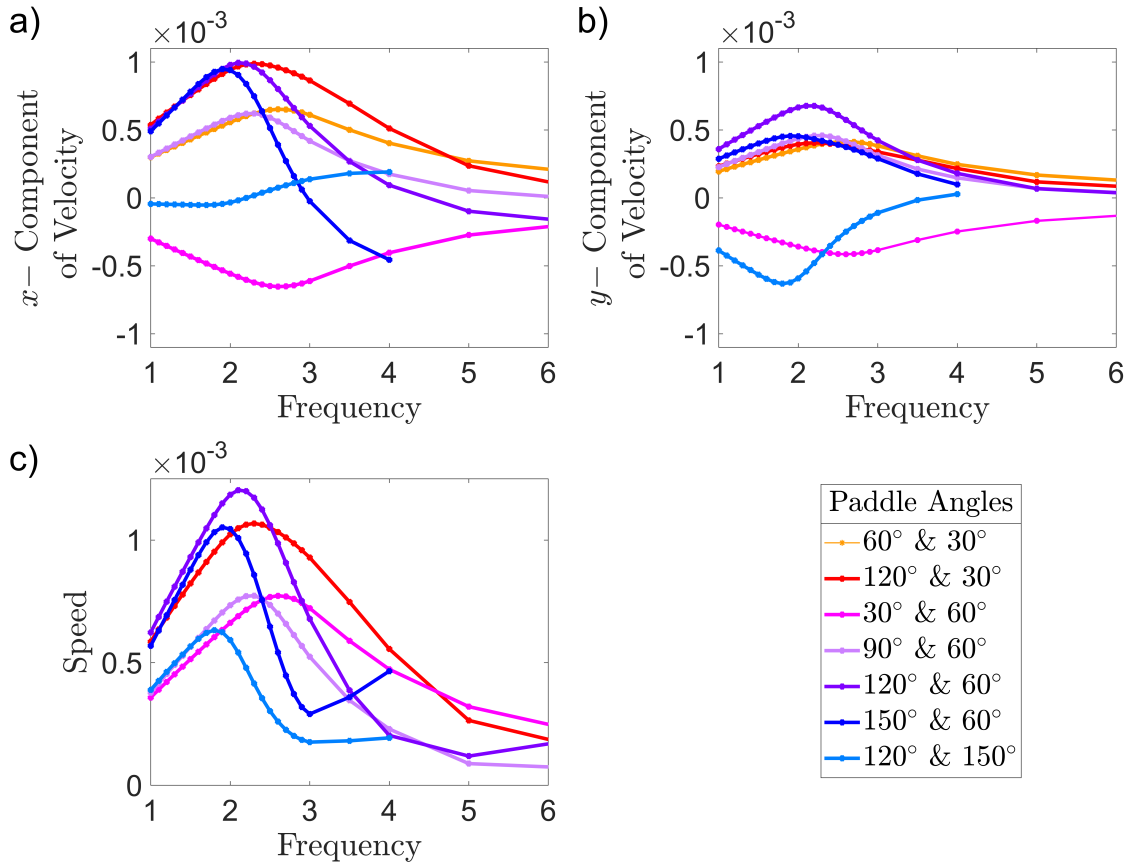 a)
×10⁻³
1
0.5
0
-0.5
-1
x− Component
of Velocity
1 2 3 4 5 6
Frequency
b)
×10⁻³
1
0.5
0
-0.5
-1
y− Component
of Velocity
1 2 3 4 5 6
Frequency
c)
×10⁻³
1
0.5
0
Speed
1 2 3 4 5 6
Frequency
Paddle Angles
60° & 30°
120° & 30°
30° & 60°
90° & 60°
120° & 60°
150° & 60°
120° & 150°